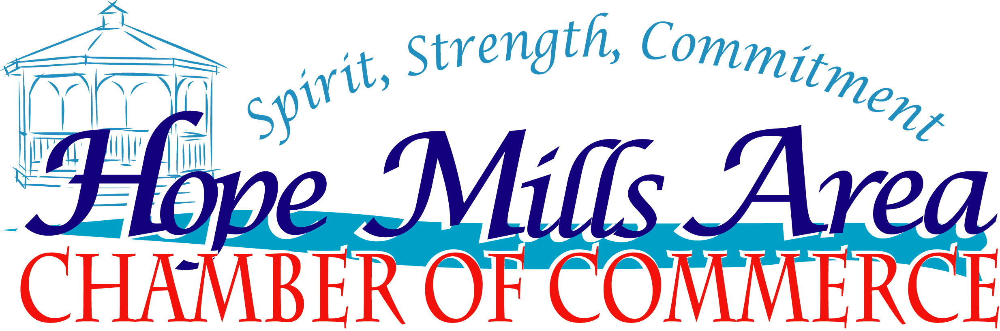 Spirit, Strength, Commitment
Hope Mills Area
CHAMBER OF COMMERCE